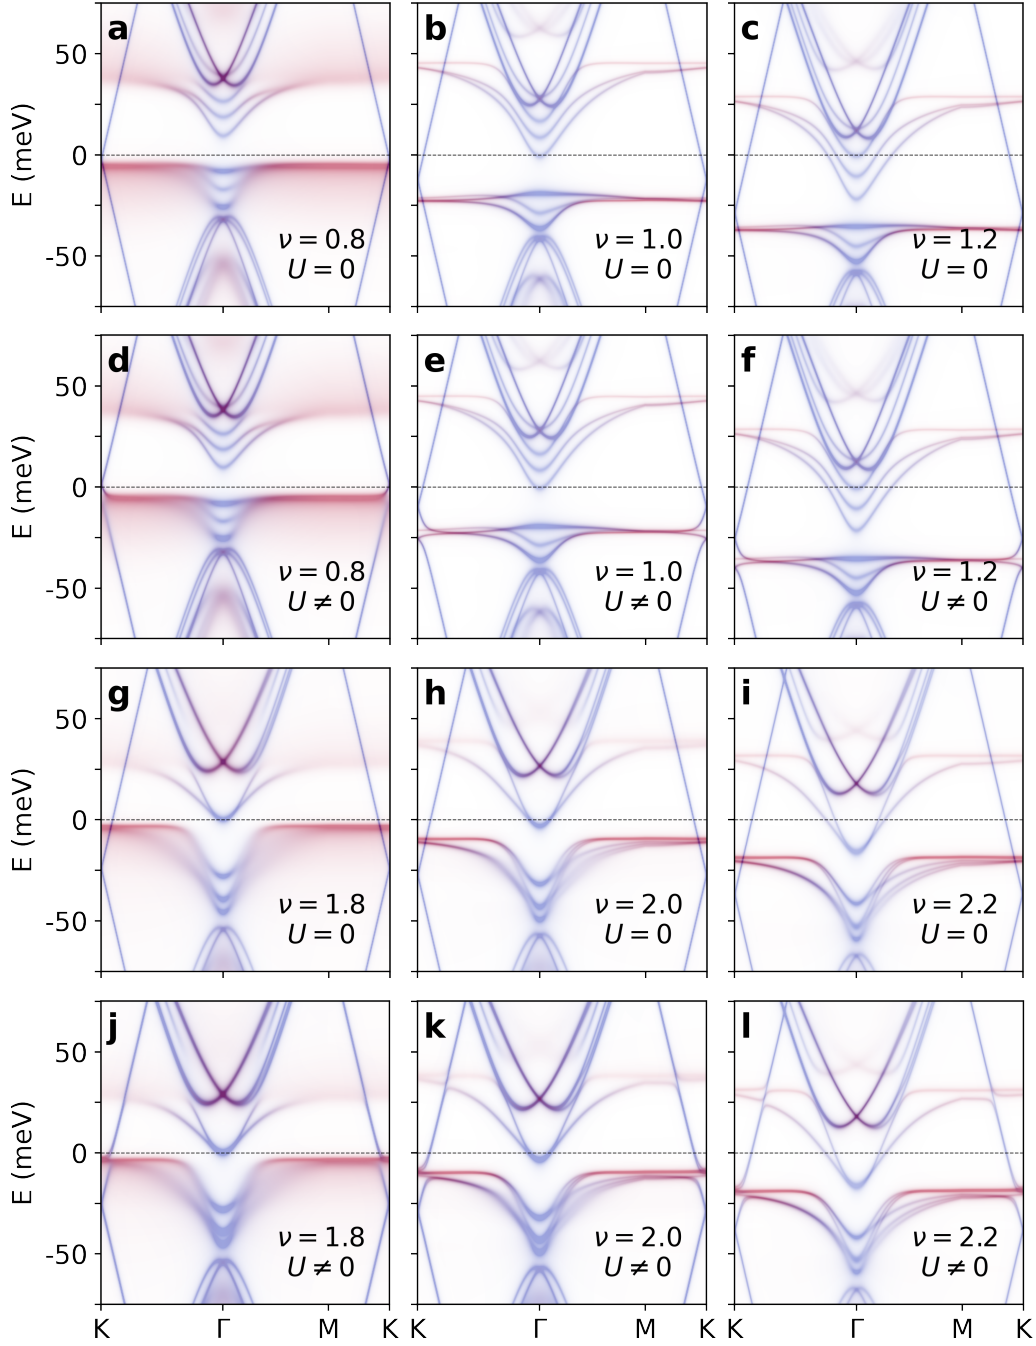 a
b
c
50
0
-50
E (meV)
ν = 0.8
U = 0
ν = 1.0
U = 0
ν = 1.2
U = 0
d
e
f
50
0
-50
E (meV)
ν = 0.8
U ≠ 0
ν = 1.0
U ≠ 0
ν = 1.2
U ≠ 0
g
h
i
50
0
-50
E (meV)
ν = 1.8
U = 0
ν = 2.0
U = 0
ν = 2.2
U = 0
j
k
l
50
0
-50
E (meV)
ν = 1.8
U ≠ 0
ν = 2.0
U ≠ 0
ν = 2.2
U ≠ 0
K Γ M K
K Γ M K
K Γ M K